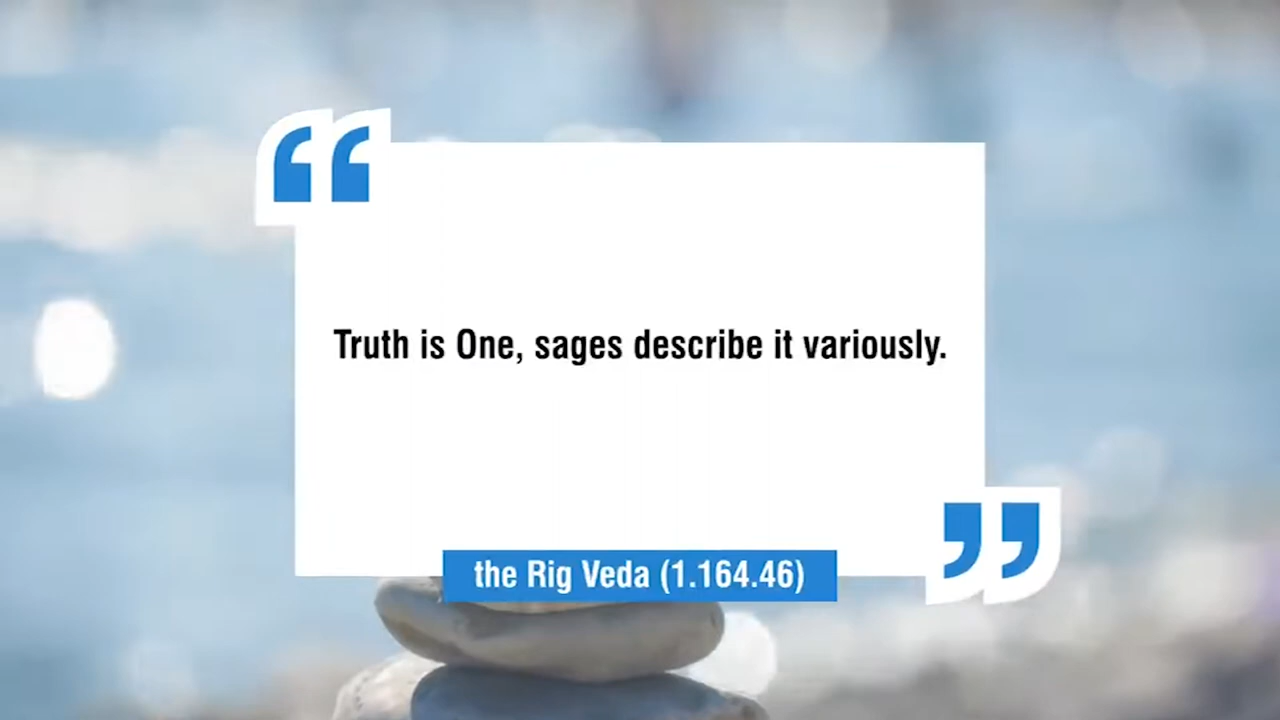 “
Truth is One, sages describe it variously.
”
the Rig Veda (1.164.46)